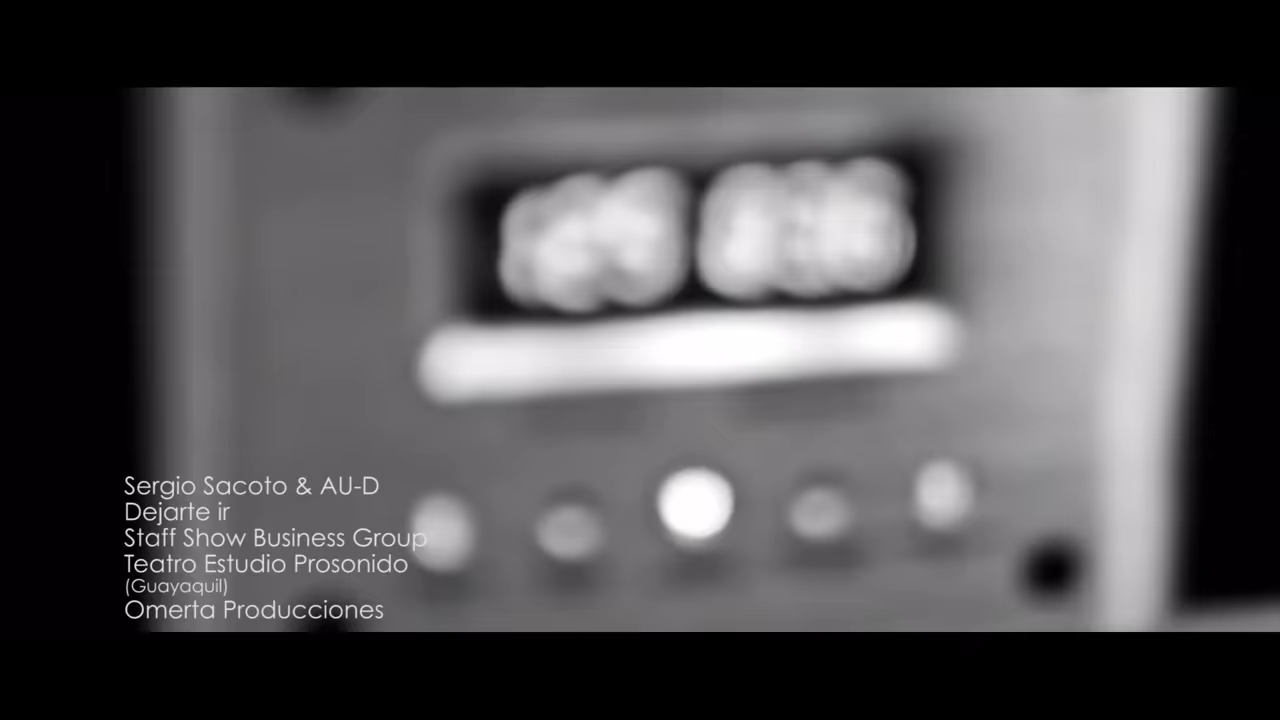 Sergio Sacoto & AU-D
Dejarte ir
Staff Show Business Group
Teatro Estudio Prosonido
(Guayaquil)
Omerta Producciones